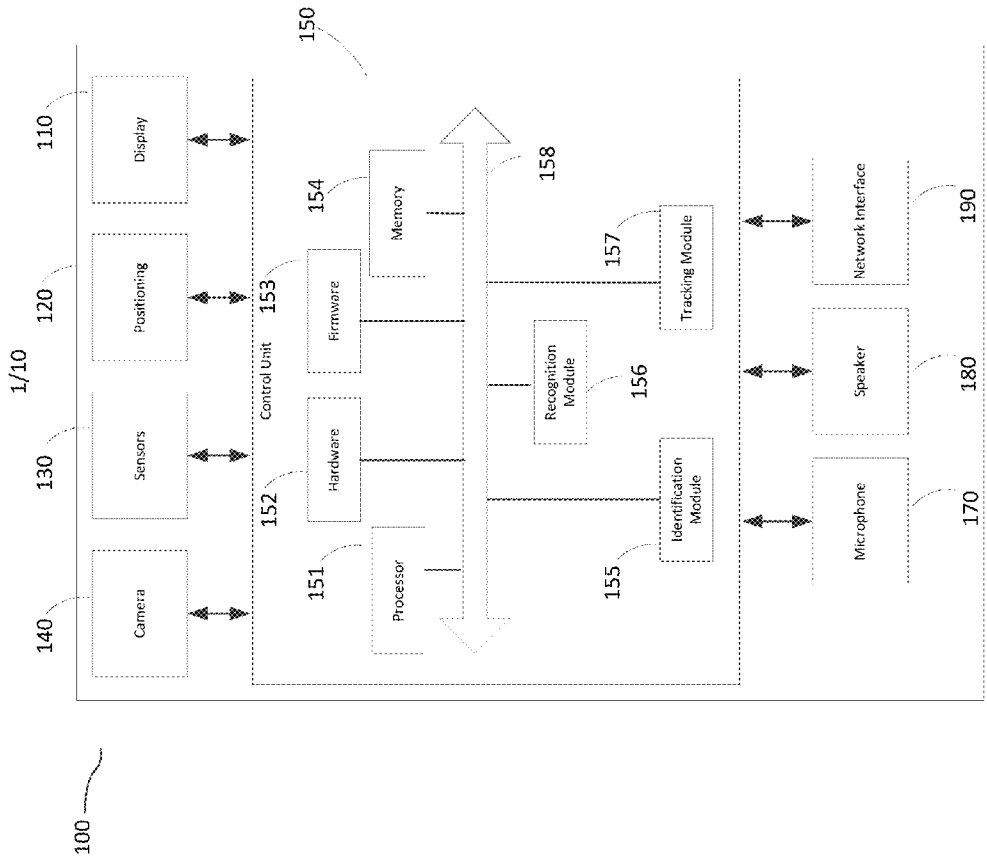 1/10
100
140
130
120
110
Camera
Sensors
Positioning
Display
Control Unit
150
151
152
153
154
Processor
Hardware
Firmware
Memory
158
155
156
157
Identification
Module
Recognition
Module
Tracking Module
Microphone
Speaker
Network Interface
170
180
190